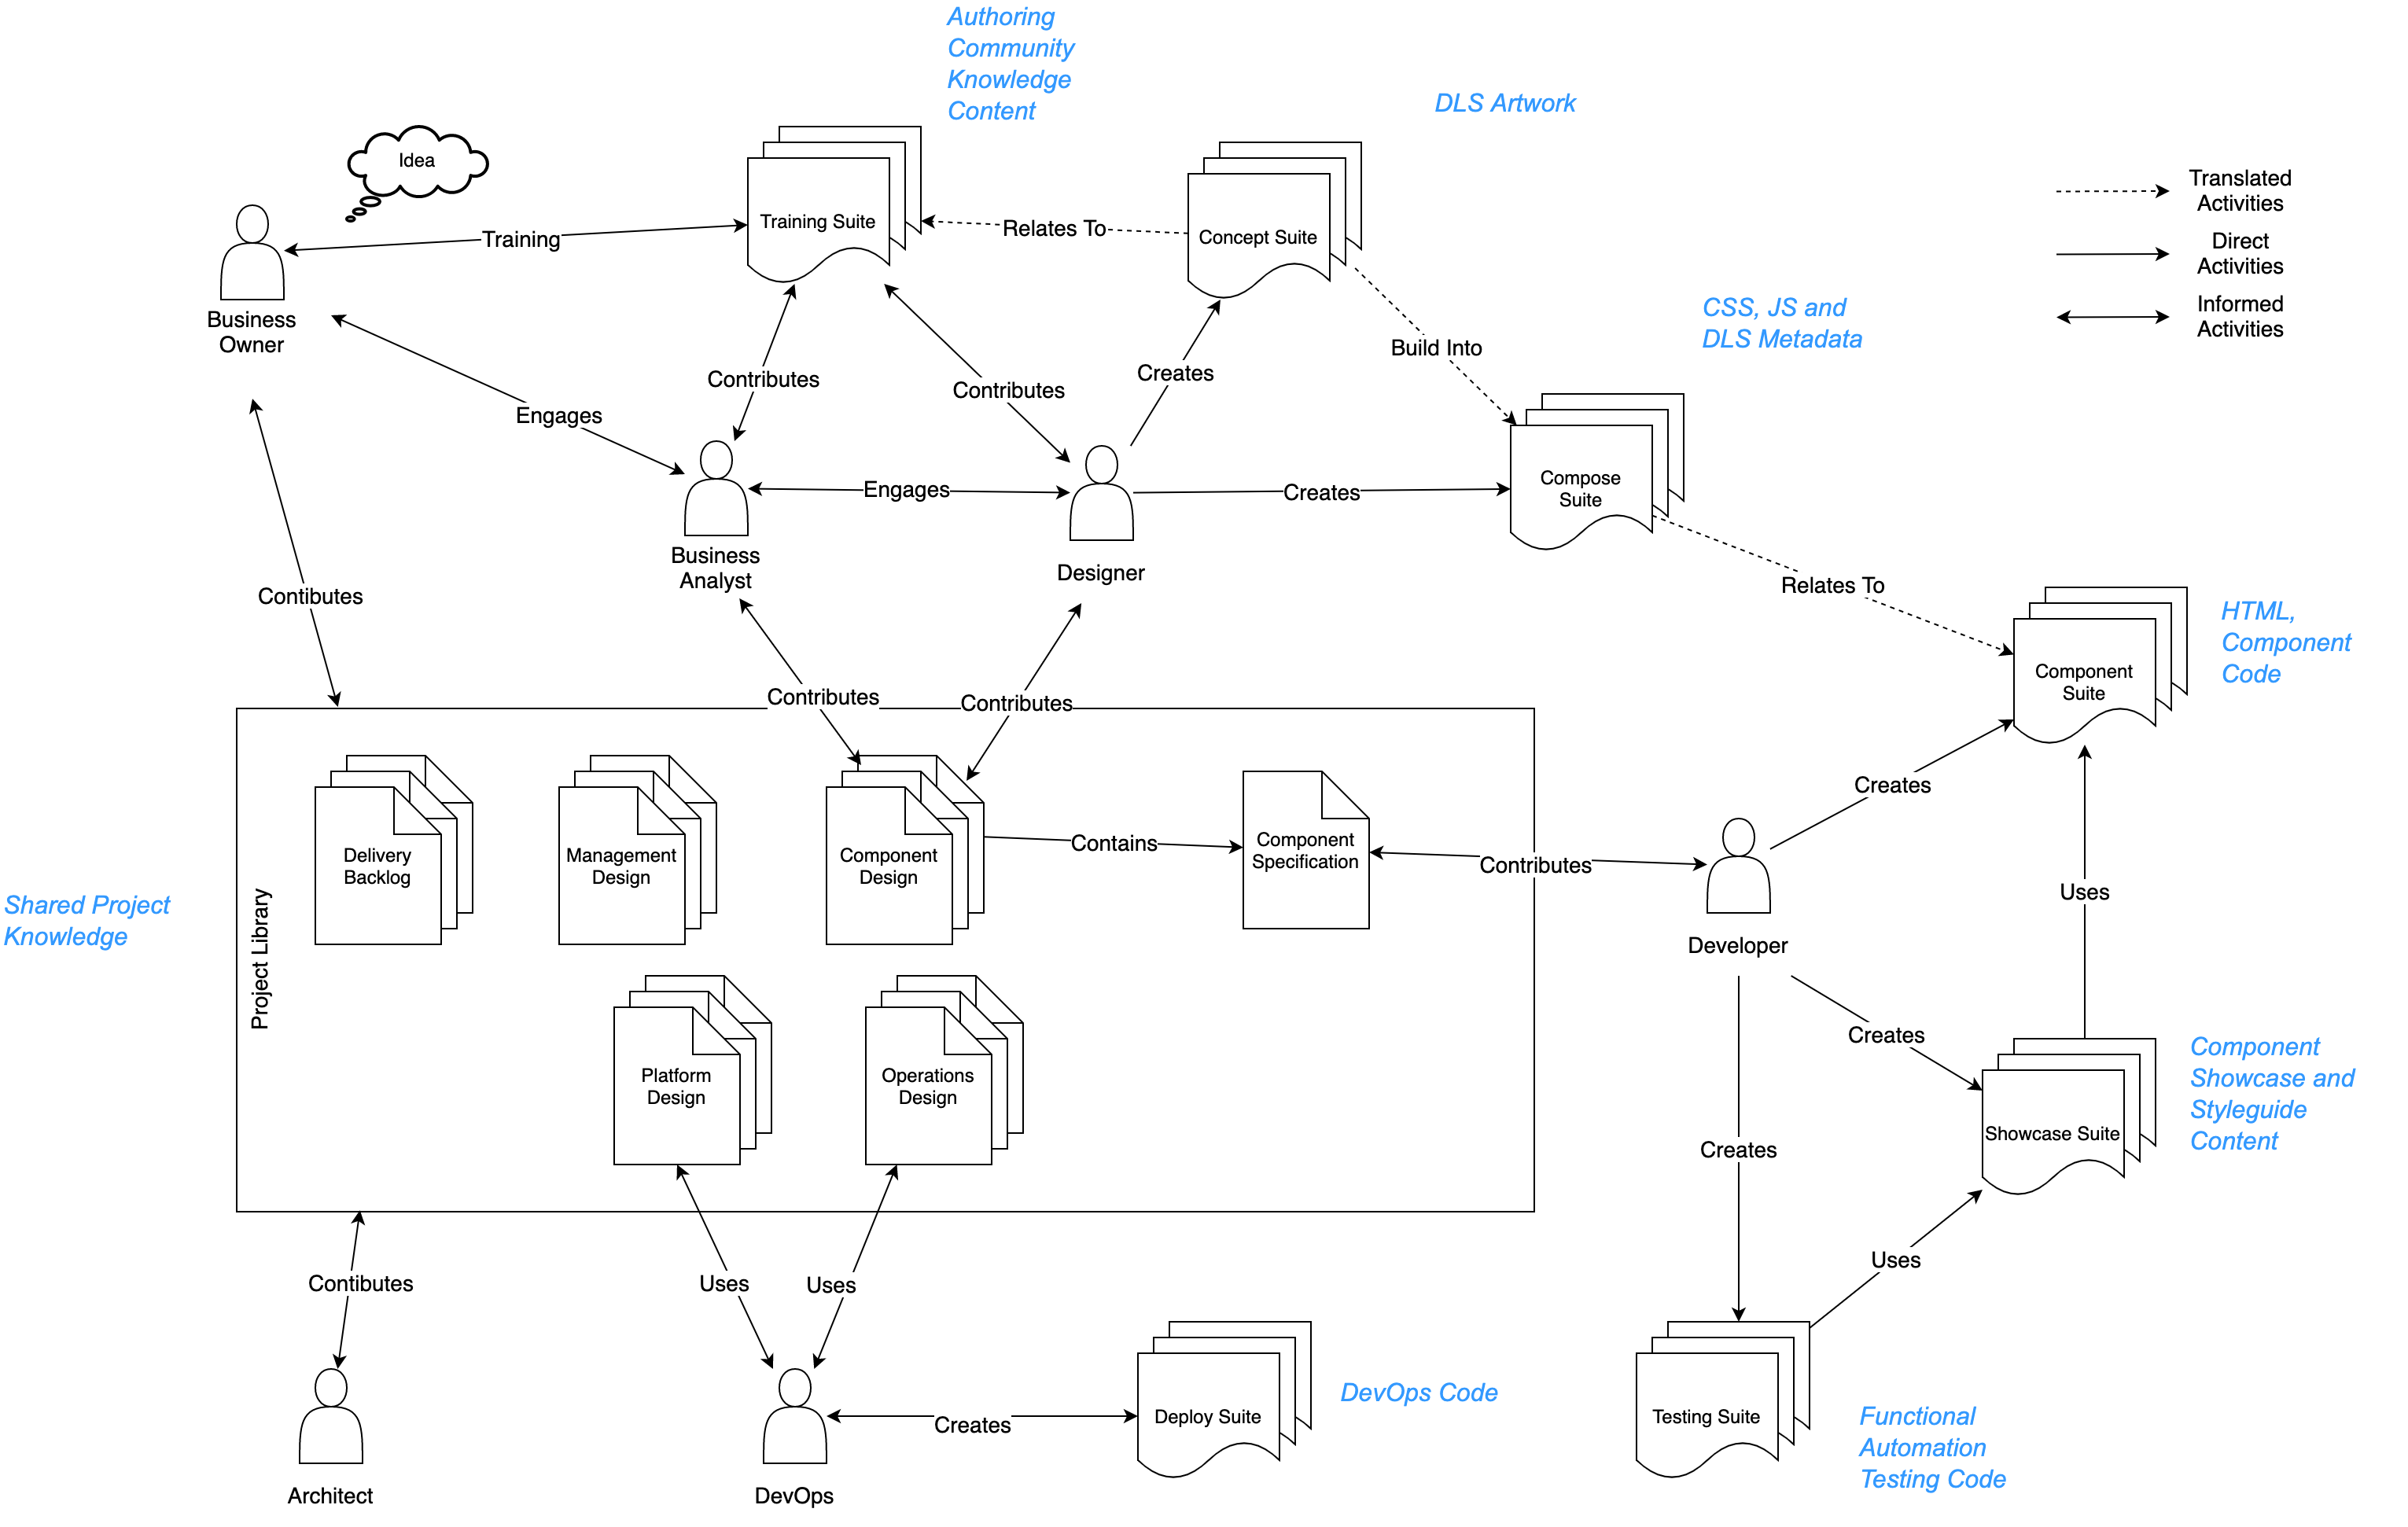 Authoring
Community
Knowledge
Content
DLS Artwork
Idea
Translated
Activities
Training Suite
Relates To
Concept Suite
Training
Direct
Activities
Business
Owner
Informed
Activities
CSS, JS and
DLS Metadata
Build Into
Contributes
Contributes
Creates
Engages
Engages
Creates
Compose
Suite
Business
Analyst
Designer
Contibutes
Relates To
HTML,
Component
Code
Component
Suite
Contributes
Contributes
Creates
Delivery
Backlog
Management
Design
Component
Design
Contains
Component
Specification
Contributes
Uses
Shared Project
Knowledge
Project Library
Developer
Creates
Component
Showcase and
Styleguide
Content
Platform
Design
Operations
Design
Showcase Suite
Creates
Contibutes
Uses
Uses
Uses
Creates
Deploy Suite
DevOps Code
Testing Suite
Functional
Automation
Testing Code
Architect
DevOps